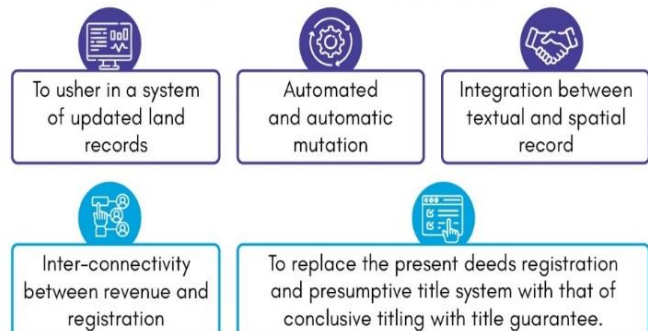 To usher in a system
of updated land
records
Automated
and automatic
mutation
Integration between
textual and spatial
record
Inter-connectivity
between revenue and
registration
To replace the present deeds registration
and presumptive title system with that of
conclusive titling with title guarantee.